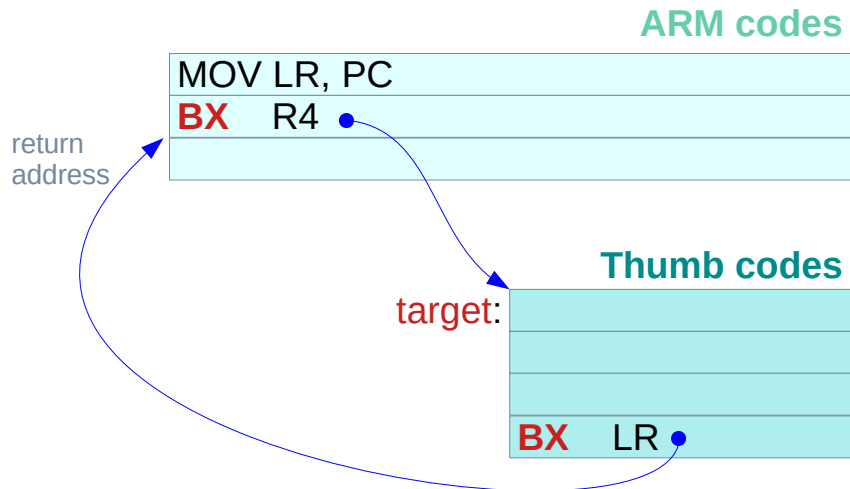 ARM codes
MOV LR, PC
BX R4
return
address
Thumb codes
target:
BX LR